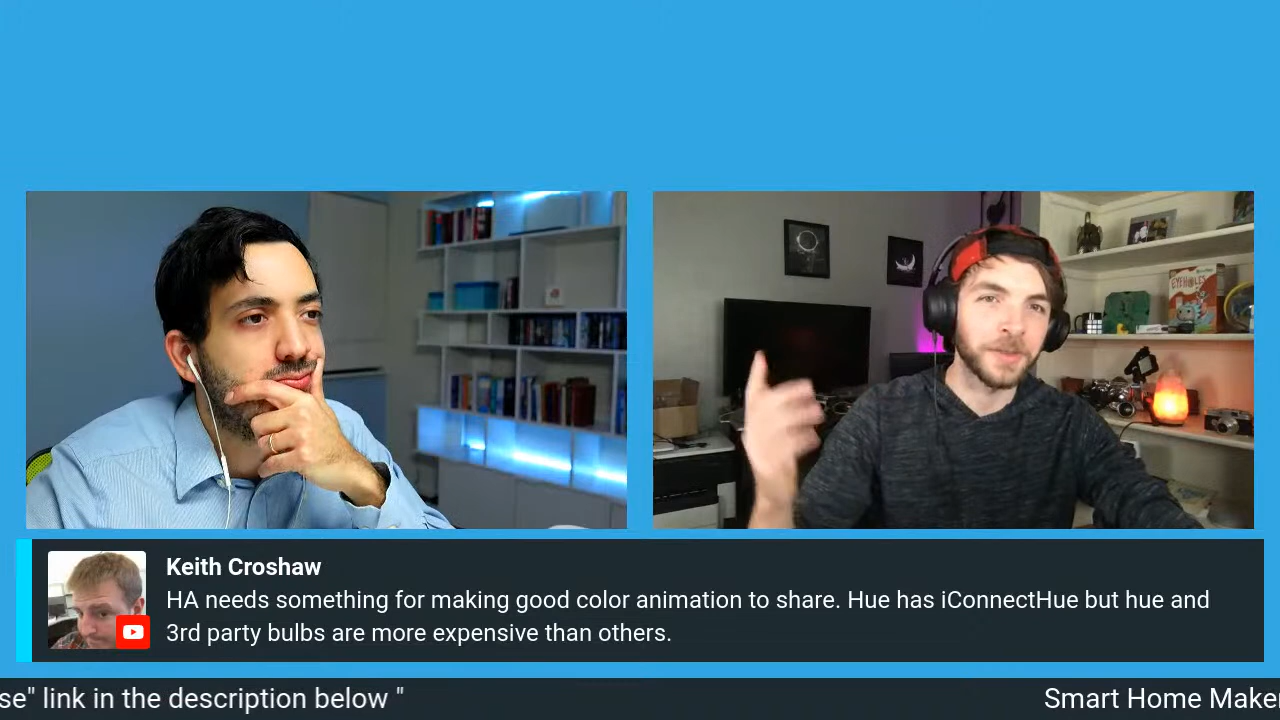 EYEHOLES
Keith Croshaw
HA needs something for making good color animation to share. Hue has iConnectHue but hue and
3rd party bulbs are more expensive than others.
se" link in the description below " Smart Home Maker